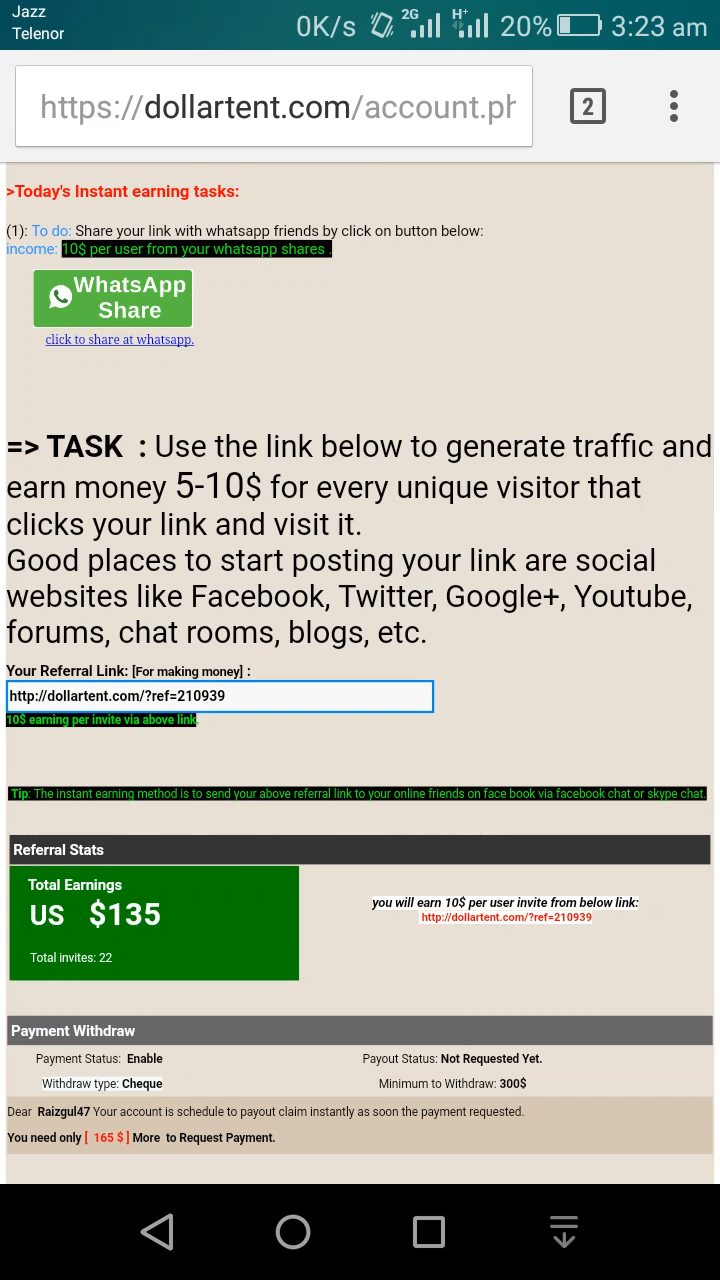 Jazz
Telenor
0K/s 2G H+ 20% 3:23 am
https://dollartent.com/account.ph
2
>Today's Instant earning tasks:
(1): To do: Share your link with whatsapp friends by click on button below:
income: 10$ per user from your whatsapp shares .
WhatsApp
Share
click to share at whatsapp.
=> TASK : Use the link below to generate traffic and
earn money 5-10$ for every unique visitor that
clicks your link and visit it.
Good places to start posting your link are social
websites like Facebook, Twitter, Google+, Youtube,
forums, chat rooms, blogs, etc.
Your Referral Link: [For making money] :
http://dollartent.com/?ref=210939
10$ earning per invite via above link.
Tip: The instant earning method is to send your above referral link to your online friends on face book via facebook chat or skype chat.
Referral Stats
Total Earnings
US $135
Total invites: 22
you will earn 10$ per user invite from below link:
http://dollartent.com/?ref=210939
Payment Withdraw
Payment Status: Enable
Payout Status: Not Requested Yet.
Withdraw type: Cheque
Minimum to Withdraw: 300$
Dear Raizgul47 Your account is schedule to payout claim instantly as soon the payment requested.
You need only [ 165 $ ] More to Request Payment.